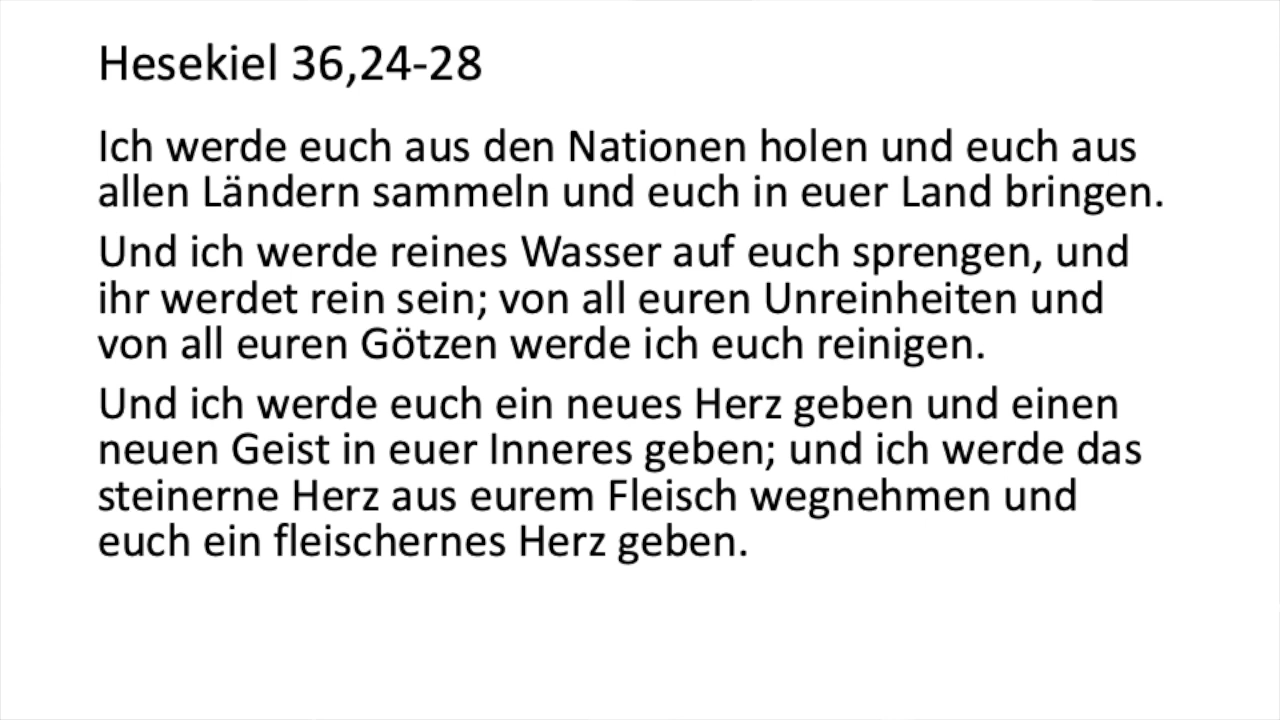 Hesekiel 36,24-28
Ich werde euch aus den Nationen holen und euch aus
allen Ländern sammeln und euch in euer Land bringen.
Und ich werde reines Wasser auf euch sprengen, und
ihr werdet rein sein; von all euren Unreinheiten und
von all euren Götzen werde ich euch reinigen.
Und ich werde euch ein neues Herz geben und einen
neuen Geist in euer Inneres geben; und ich werde das
steinerne Herz aus eurem Fleisch wegnehmen und
euch ein fleischernes Herz geben.